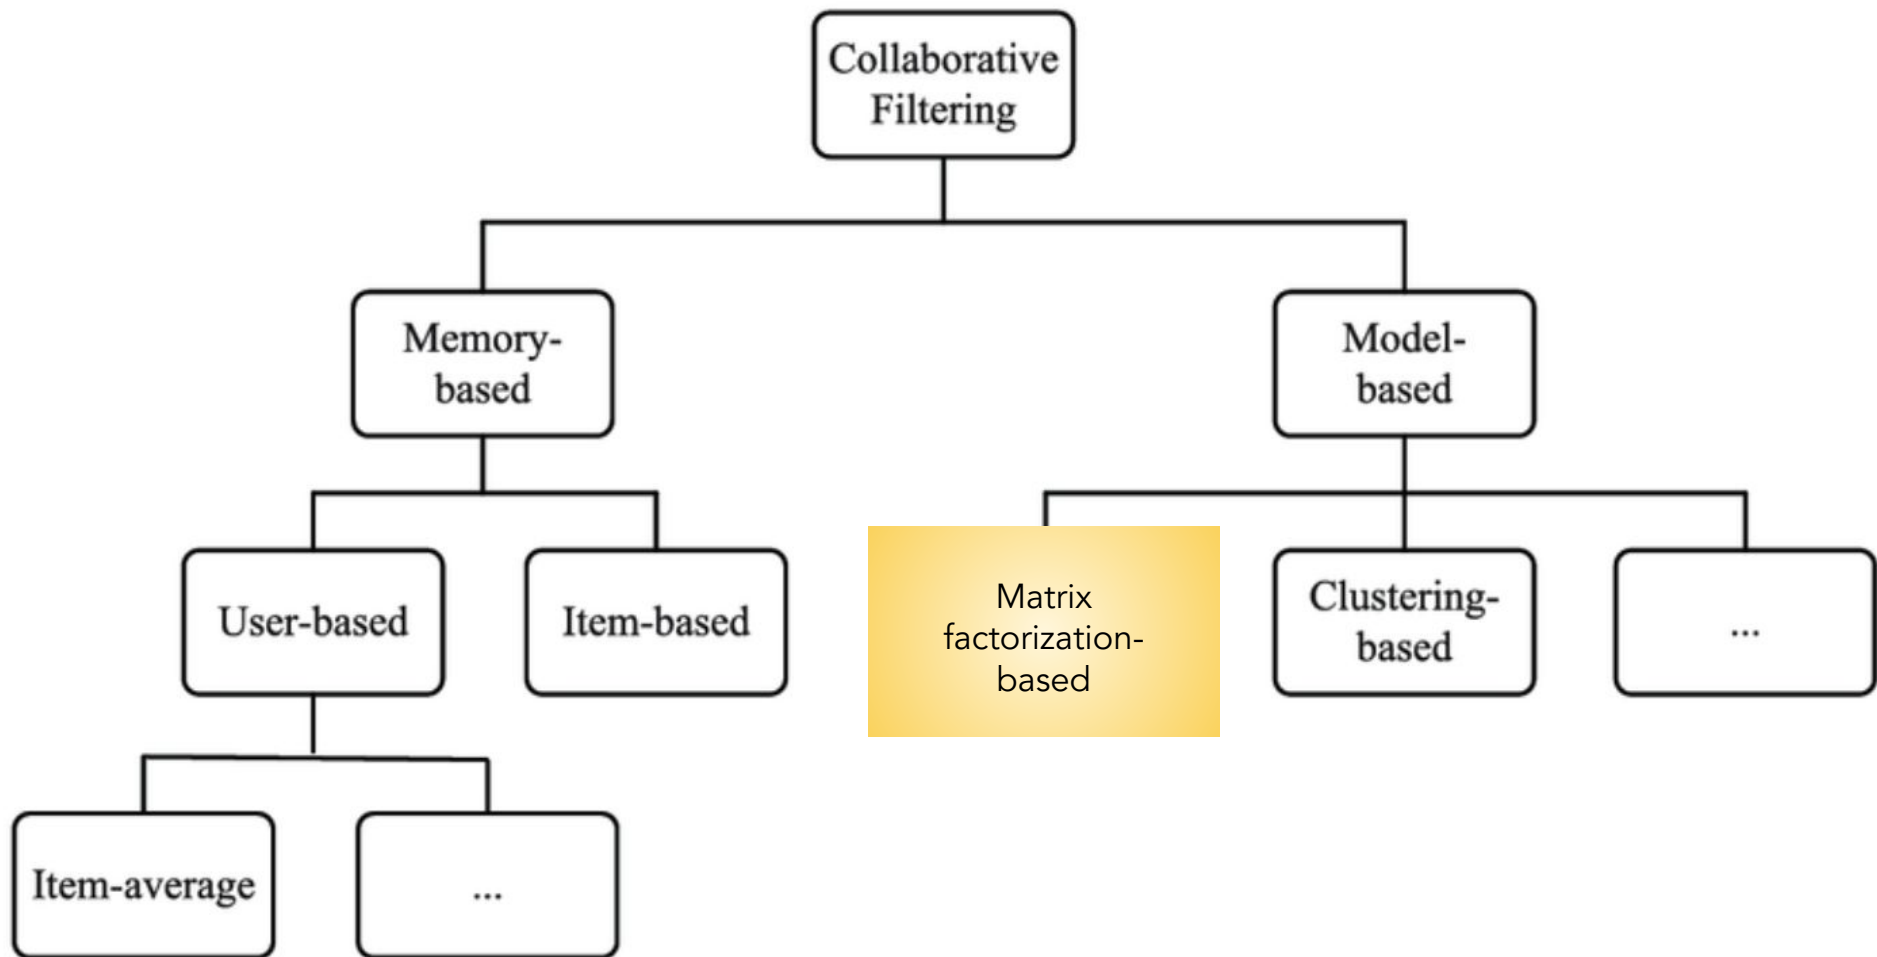 Collaborative
Filtering
Memory-
based
Model-
based
User-based
Item-based
Matrix
factorization-
based
Clustering-
based
...
Item-average
...